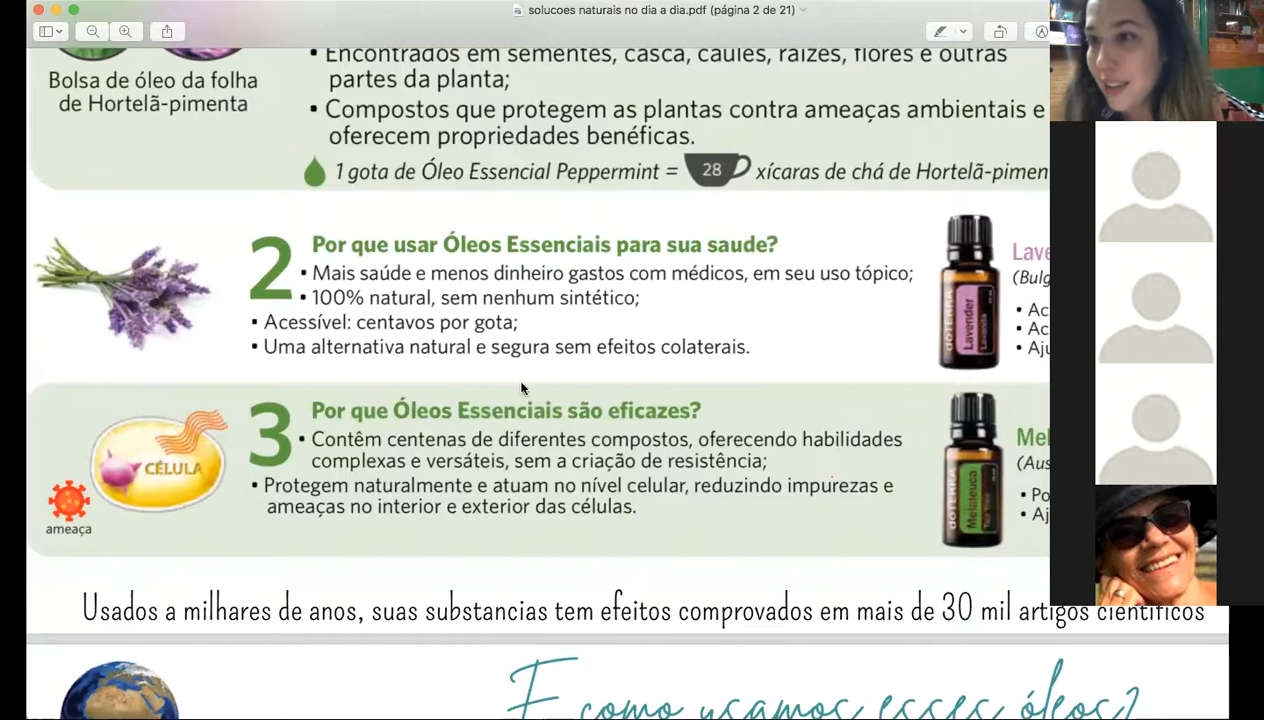 solucoes naturais no dia a dia.pdf (página 2 de 21)
Bolsa de óleo da folha
de Hortelã-pimenta
• Encontrados em sementes, casca, caules, raízes, flores e outras
partes da planta;
• Compostos que protegem as plantas contra ameaças ambientais e
oferecem propriedades benéficas.
1 gota de Óleo Essencial Peppermint = 28 xícaras de chá de Hortelã-pimen
2 Por que usar Óleos Essenciais para sua saude?
• Mais saúde e menos dinheiro gastos com médicos, em seu uso tópico;
• 100% natural, sem nenhum sintético;
• Acessível: centavos por gota;
• Uma alternativa natural e segura sem efeitos colaterais.
dōTERRA
Lavender
Lavanda
Lave
(Bulg
• Ac
• Ac
• Aju
CÉLULA
ameaça
3 Por que Óleos Essenciais são eficazes?
• Contêm centenas de diferentes compostos, oferecendo habilidades
complexas e versáteis, sem a criação de resistência;
• Protegem naturalmente e atuam no nível celular, reduzindo impurezas e
ameaças no interior e exterior das células.
dōTERRA
Melaleuca
Mel
(Aus
• Po
• Aj
Usados a milhares de anos, suas substancias tem efeitos comprovados em mais de 30 mil artigos científicos
E como usamos esses óleos?